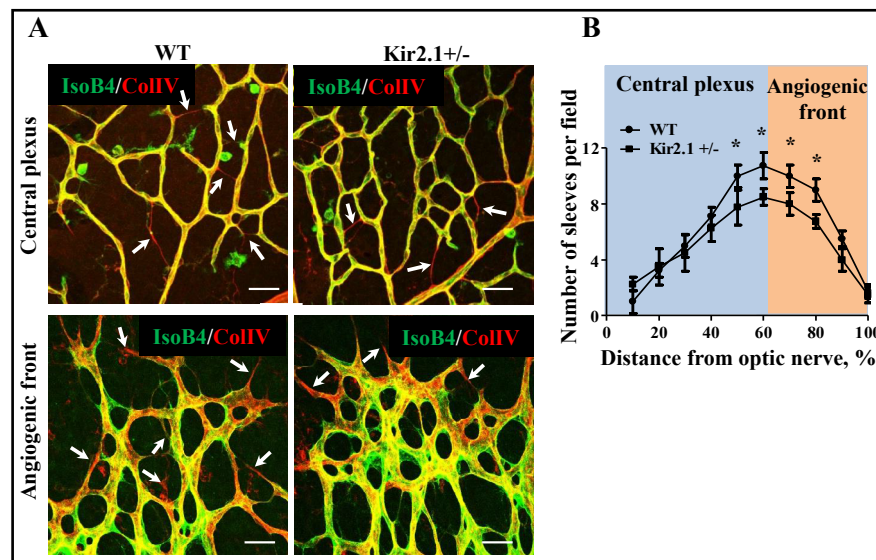 A
B
WT
Kir2.1+/-
IsoB4/ColIV
IsoB4/ColIV
Central plexus
IsoB4/ColIV
IsoB4/ColIV
Angiogenic front
Central plexus
Angiogenic
front
WT
Kir2.1 +/-
* * * *
Number of sleeves per field
12
8
4
0
0 20 40 60 80 100
Distance from optic nerve, %